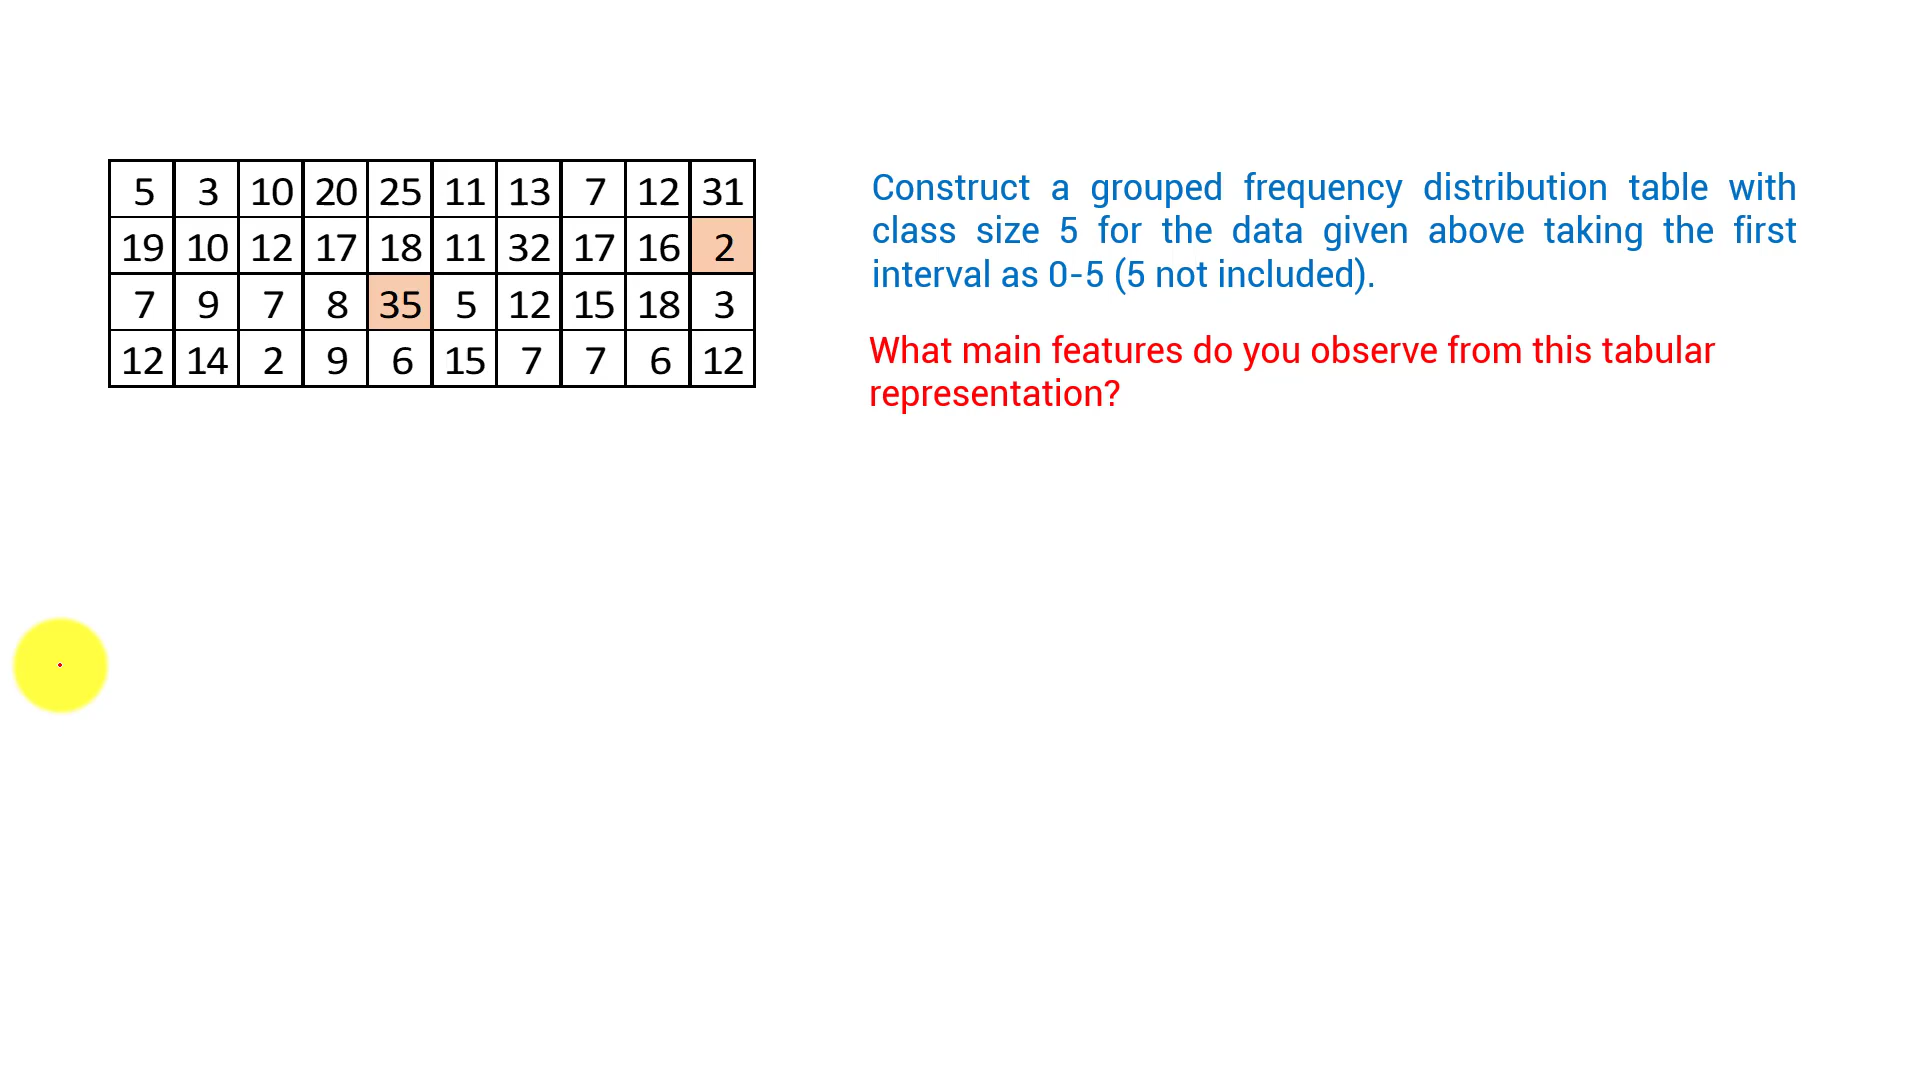 5 3 10 20 25 11 13 7 12 31
19 10 12 17 18 11 32 17 16 2
7 9 7 8 35 5 12 15 18 3
12 14 2 9 6 15 7 7 6 12
Construct a grouped frequency distribution table with
class size 5 for the data given above taking the first
interval as 0-5 (5 not included).
What main features do you observe from this tabular
representation?